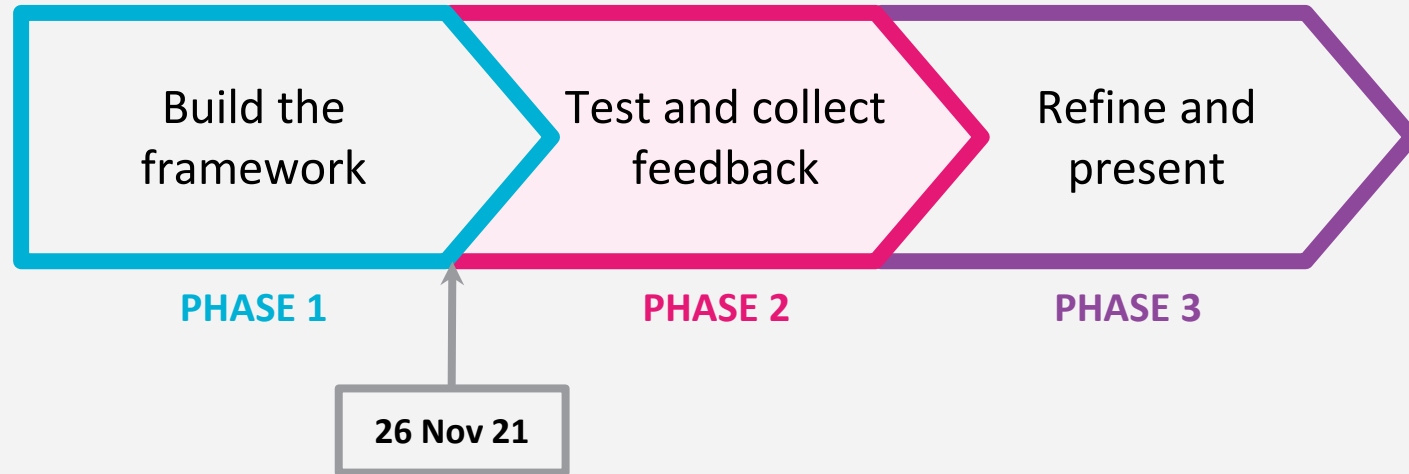 Build the
framework
Test and collect
feedback
Refine and
present
PHASE 1
PHASE 2
PHASE 3
26 Nov 21